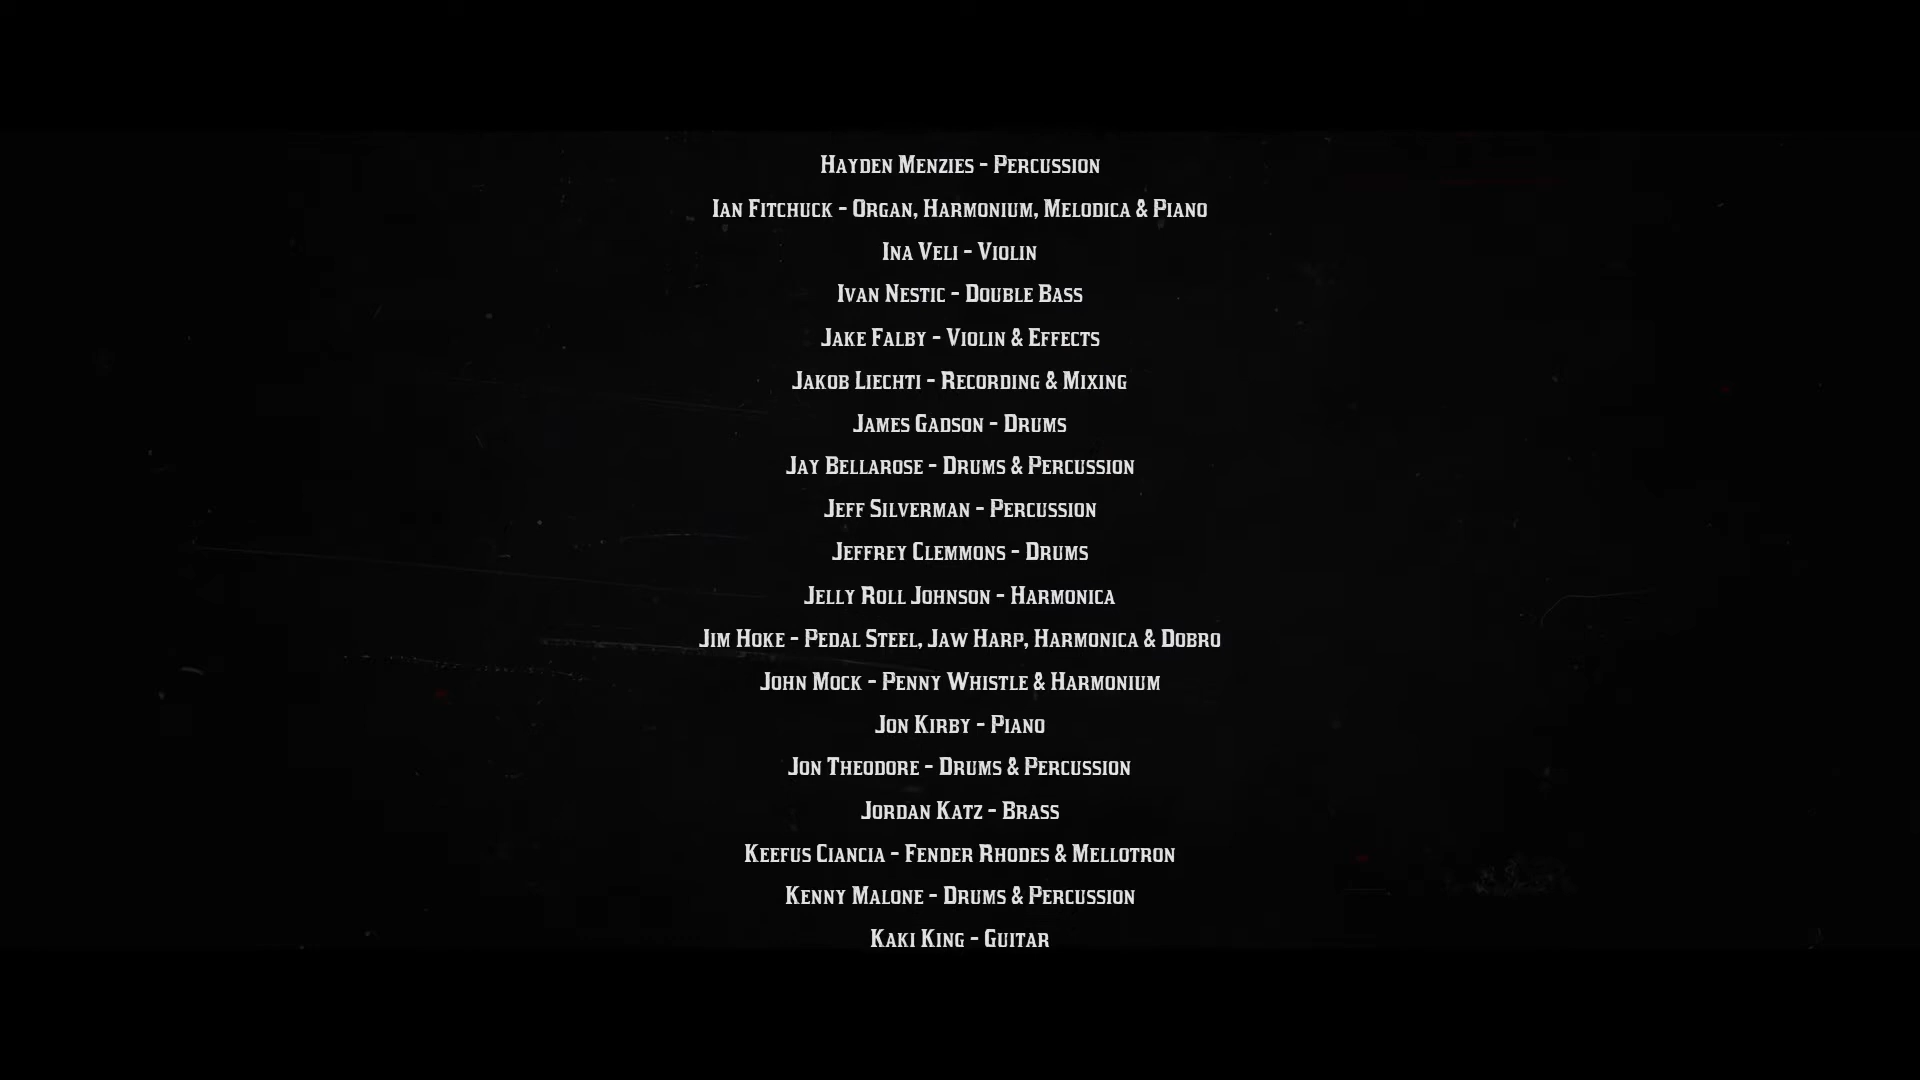 Hayden Menzies - Percussion
Ian Fitchuck - Organ, Harmonium, Melodica & Piano
Ina Veli - Violin
Ivan Nestic - Double Bass
Jake Falby - Violin & Effects
Jakob Liechti - Recording & Mixing
James Gadson - Drums
Jay Bellarose - Drums & Percussion
Jeff Silverman - Percussion
Jeffrey Clemmons - Drums
Jelly Roll Johnson - Harmonica
Jim Hoke - Pedal Steel, Jaw Harp, Harmonica & Dobro
John Mock - Penny Whistle & Harmonium
Jon Kirby - Piano
Jon Theodore - Drums & Percussion
Jordan Katz - Brass
Keefus Ciancia - Fender Rhodes & Mellotron
Kenny Malone - Drums & Percussion
Kaki King - Guitar